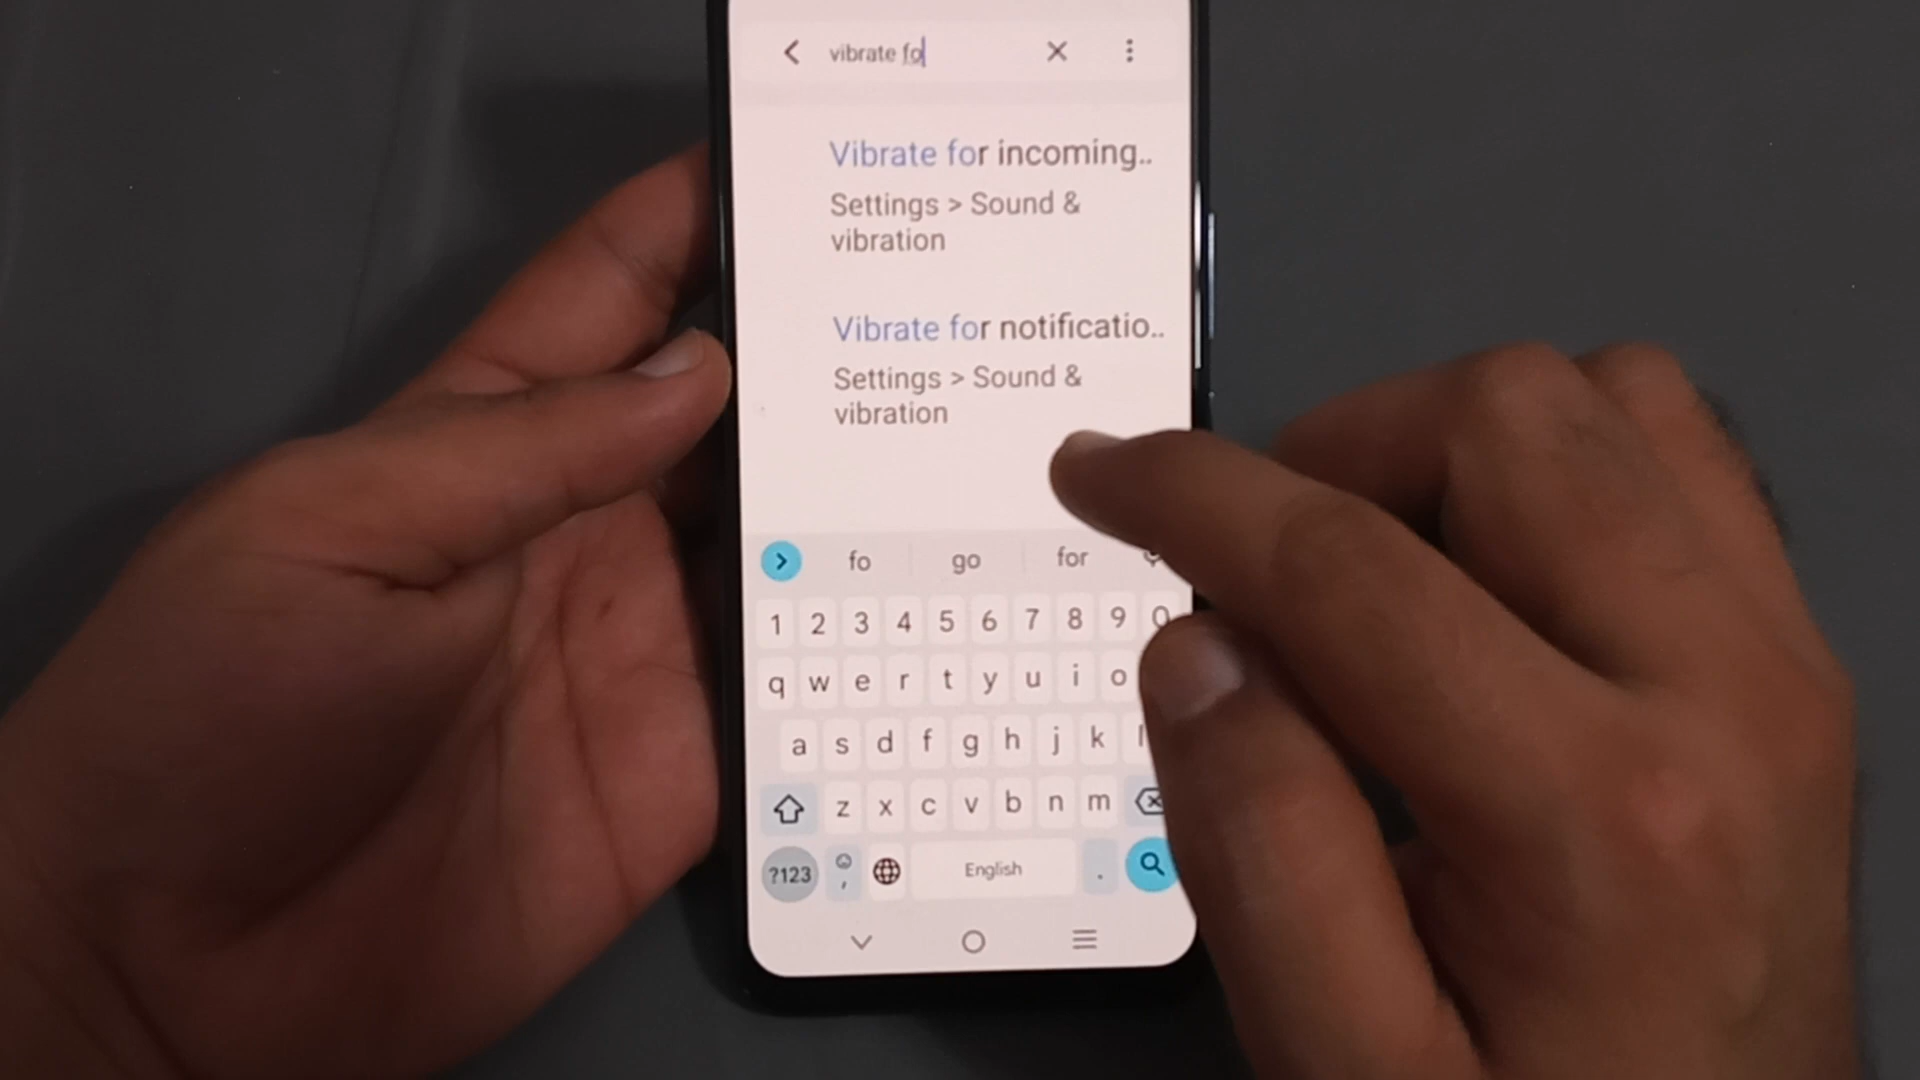 vibrate fo
Vibrate for incoming..
Settings > Sound &
vibration
Vibrate for notificatio..
Settings > Sound &
vibration
fo go for
1 2 3 4 5 6 7 8 9 0
q w e r t y u i o
a s d f g h j k l
z x c v b n m
?123 , English .